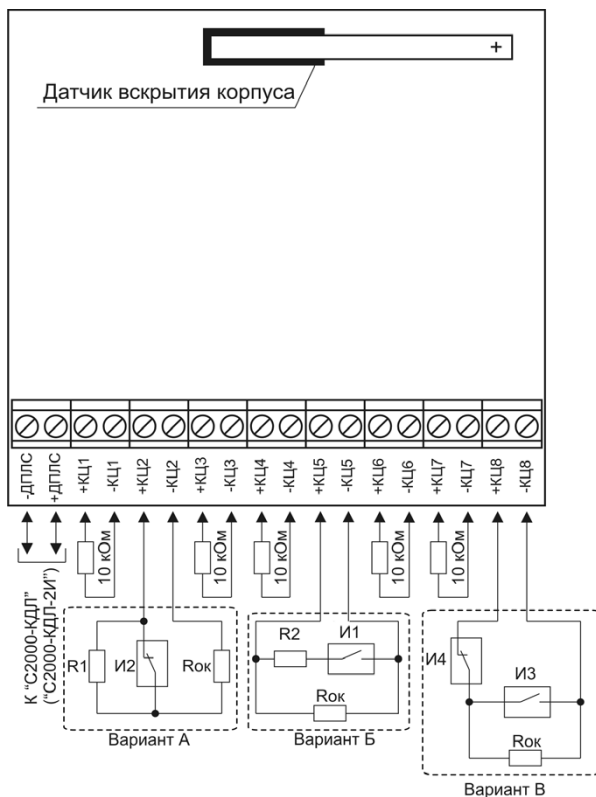 +
Датчик вскрытия корпуса
-ДПЛС
+ДПЛС
+КЦ1
-КЦ1
+КЦ2
-КЦ2
+КЦ3
-КЦ3
+КЦ4
-КЦ4
+КЦ5
-КЦ5
+КЦ6
-КЦ6
+КЦ7
-КЦ7
+КЦ8
-КЦ8
К "С2000-КДЛ"
("С2000-КДЛ-2И")
10 кОм
10 кОм
10 кОм
10 кОм
10 кОм
R1
И2
Rок
Вариант А
R2
И1
Rок
Вариант Б
И4
И3
Rок
Вариант В